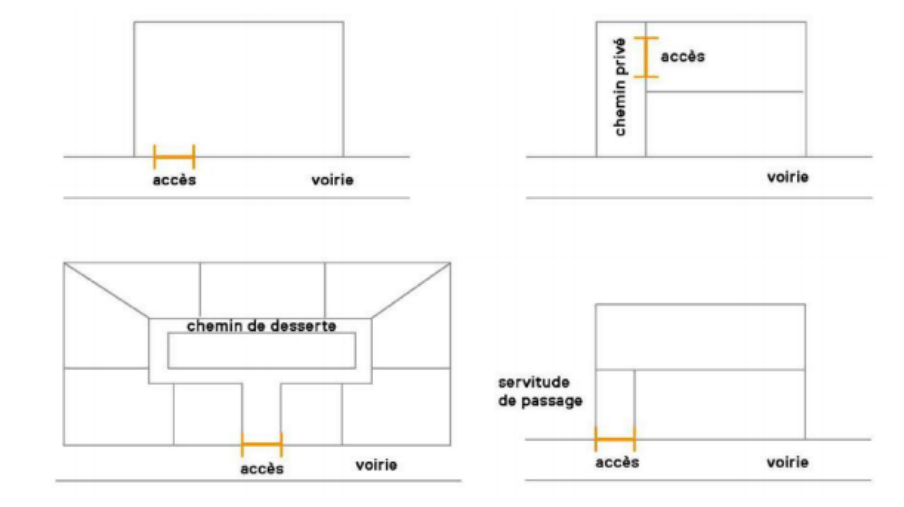 accès
voirie
chemin privé
accès
voirie
chemin de desserte
accès
voirie
servitude
de passage
accès
voirie